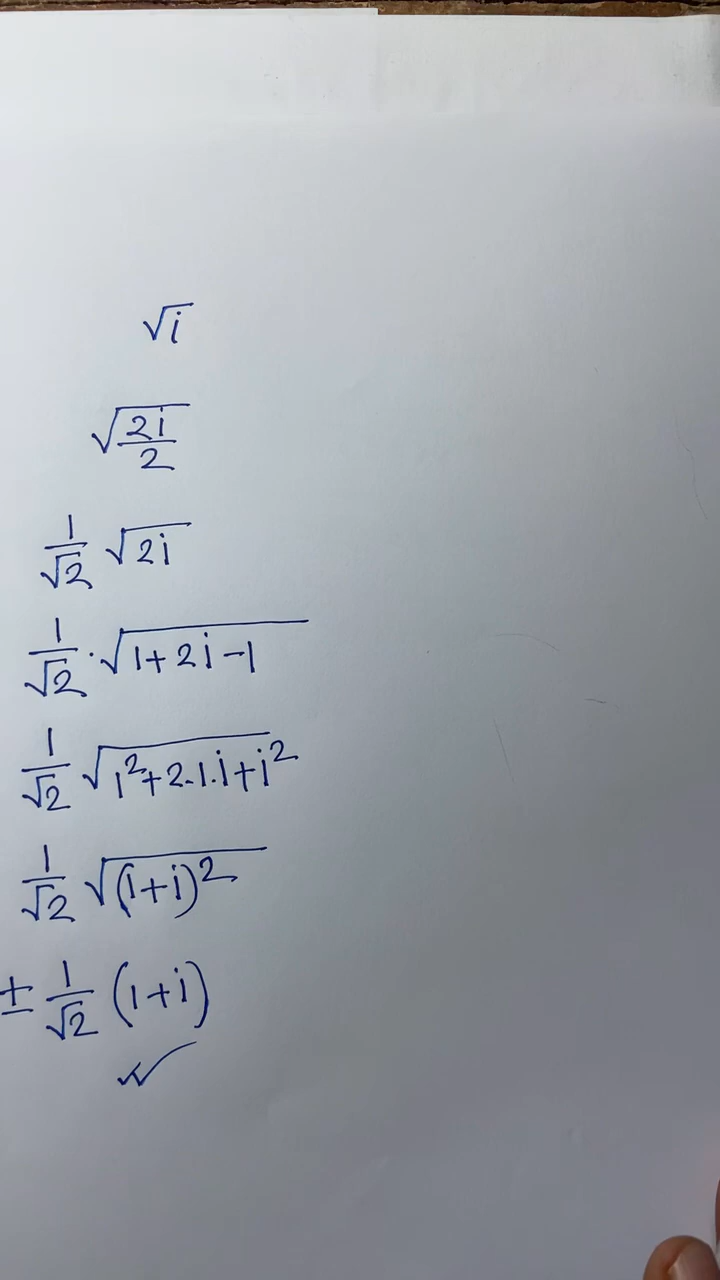 √i
√(2i/2)
1/√2 √2i
1/√2 · √(1+2i-1)
1/√2 √(1²+2·1·i+i²)
1/√2 √(1+i)²
± 1/√2 (1+i)